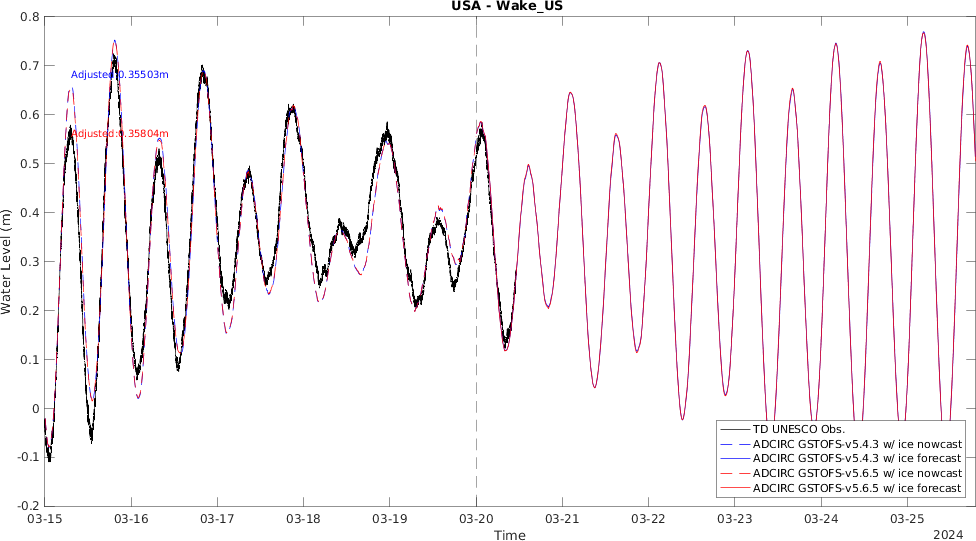 USA - Wake_US
0.8
0.7
0.6
0.5
0.4
0.3
0.2
0.1
0
-0.1
-0.2
Water Level (m)
Adjusted:0.35503m
Adjusted:0.35804m
TD UNESCO Obs.
ADCIRC GSTOFS-v5.4.3 w/ ice nowcast
ADCIRC GSTOFS-v5.4.3 w/ ice forecast
ADCIRC GSTOFS-v5.6.5 w/ ice nowcast
ADCIRC GSTOFS-v5.6.5 w/ ice forecast
03-15 03-16 03-17 03-18 03-19 03-20 03-21 03-22 03-23 03-24 03-25
Time
2024